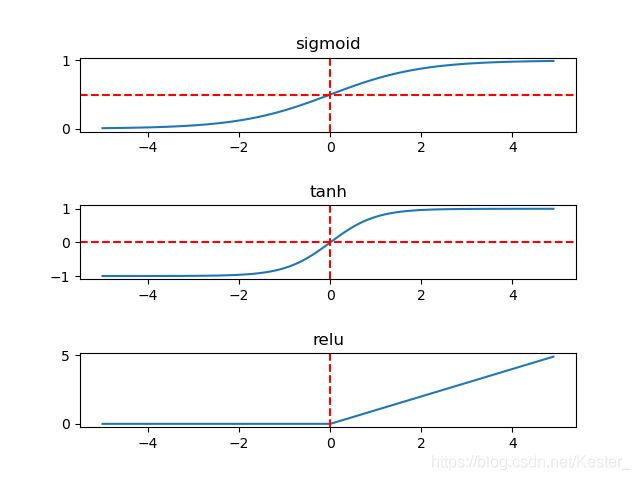 sigmoid
1
0
−4 −2 0 2 4
tanh
1
0
−1
−4 −2 0 2 4
relu
5
0
−4 −2 0 2 4
https://blog.csdn.net/Kester_